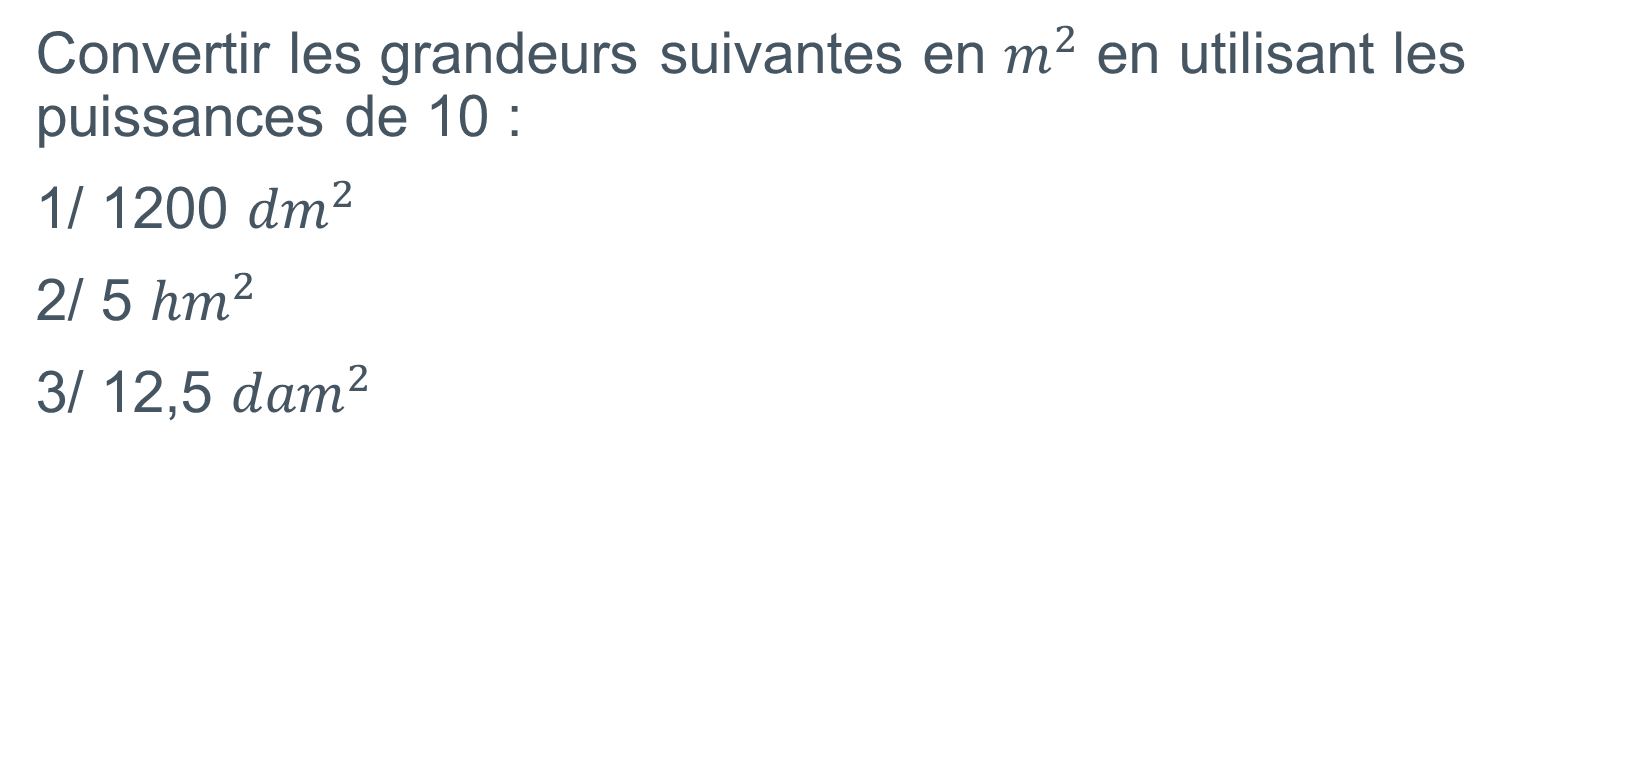 Convertir les grandeurs suivantes en m² en utilisant les
puissances de 10 :
1/ 1200 dm²
2/ 5 hm²
3/ 12,5 dam²